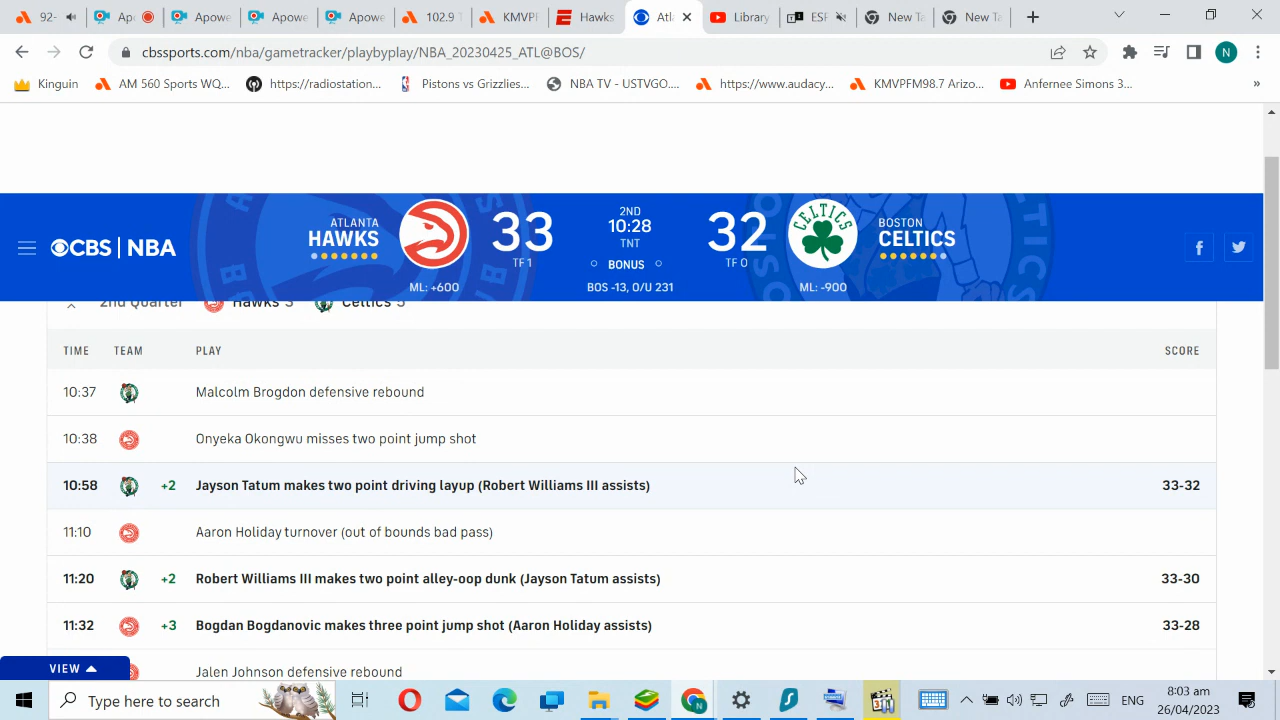 92-
Ap
Apowe
Apowe
Apowe
102.9 T
KMVPI
Hawks
Atla
Library
ESF
New Ta
New Ta
cbssports.com/nba/gametracker/playbyplay/NBA_20230425_ATL@BOS/
N
Kinguin
AM 560 Sports WQ...
https://radiostation...
Pistons vs Grizzlies...
NBA TV - USTVGO....
https://www.audacy...
KMVPFM98.7 Arizo...
Anfernee Simons 3...
»
CBS | NBA
ATLANTA
HAWKS
33
TF 1
ML: +600
2ND
10:28
TNT
BONUS
BOS -13, O/U 231
32
TF 0
CELTICS
BOSTON
CELTICS
ML: -900
2nd Quarter Hawks 3 Celtics 5
TIME TEAM PLAY SCORE
10:37 Malcolm Brogdon defensive rebound
10:38 Onyeka Okongwu misses two point jump shot
10:58 +2 Jayson Tatum makes two point driving layup (Robert Williams III assists) 33-32
11:10 Aaron Holiday turnover (out of bounds bad pass)
11:20 +2 Robert Williams III makes two point alley-oop dunk (Jayson Tatum assists) 33-30
11:32 +3 Bogdan Bogdanovic makes three point jump shot (Aaron Holiday assists) 33-28
Jalen Johnson defensive rebound
VIEW
Type here to search
ENG
8:03 am
26/04/2023